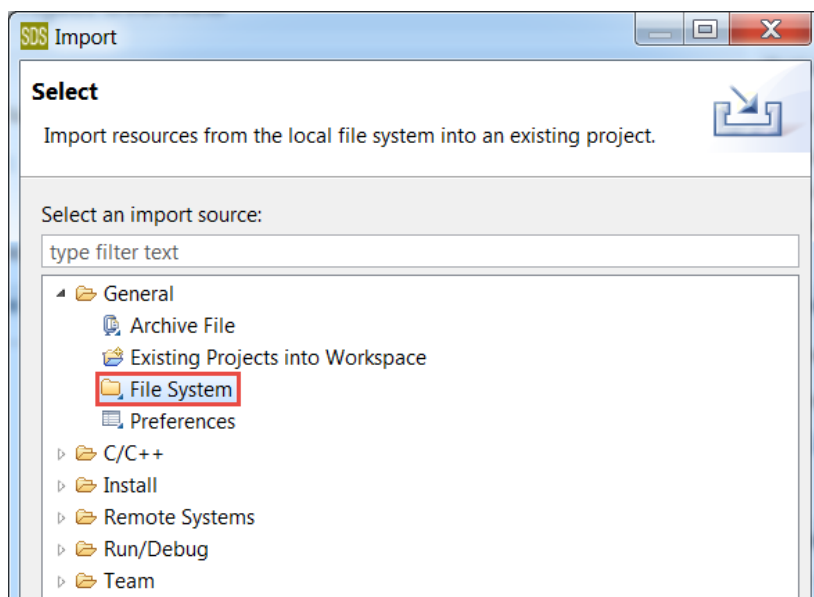 SDS Import
Select
Import resources from the local file system into an existing project.
Select an import source:
type filter text
General
Archive File
Existing Projects into Workspace
File System
Preferences
C/C++
Install
Remote Systems
Run/Debug
Team